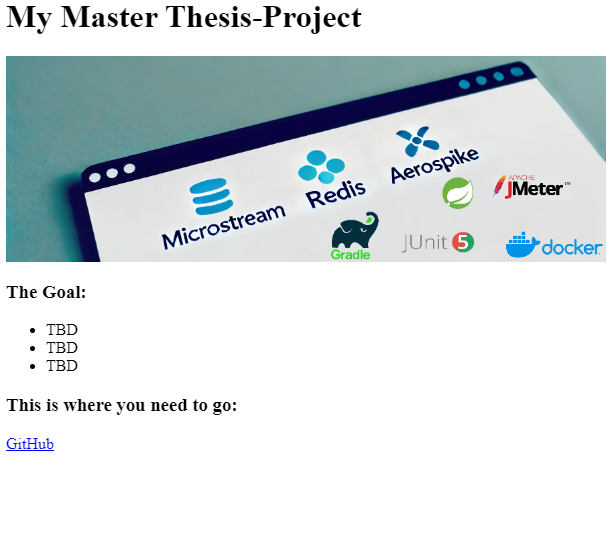 My Master Thesis-Project
Microstream
Redis
Aerospike
Gradle
JUnit 5
APACHE
JMeter™
docker
The Goal:
TBD
TBD
TBD
This is where you need to go:
GitHub